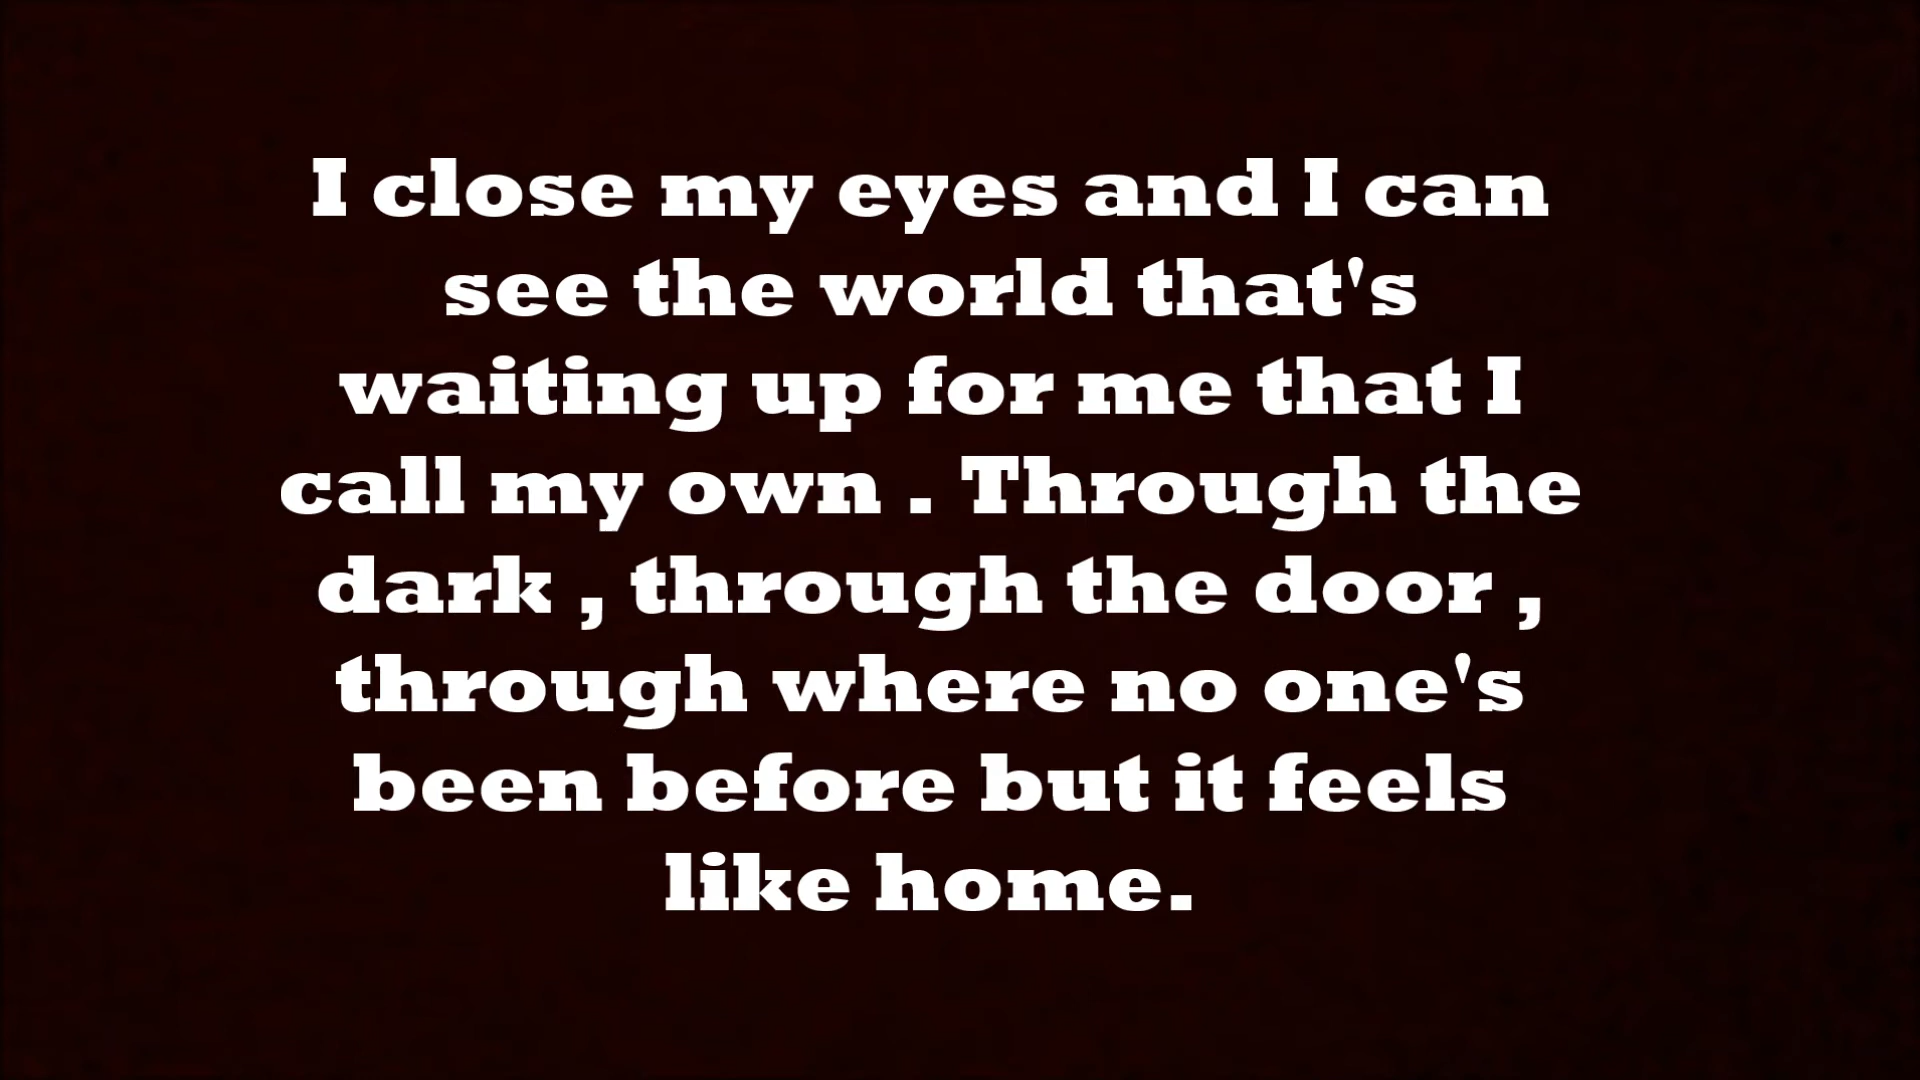 I close my eyes and I can
see the world that's
waiting up for me that I
call my own . Through the
dark , through the door ,
through where no one's
been before but it feels
like home.